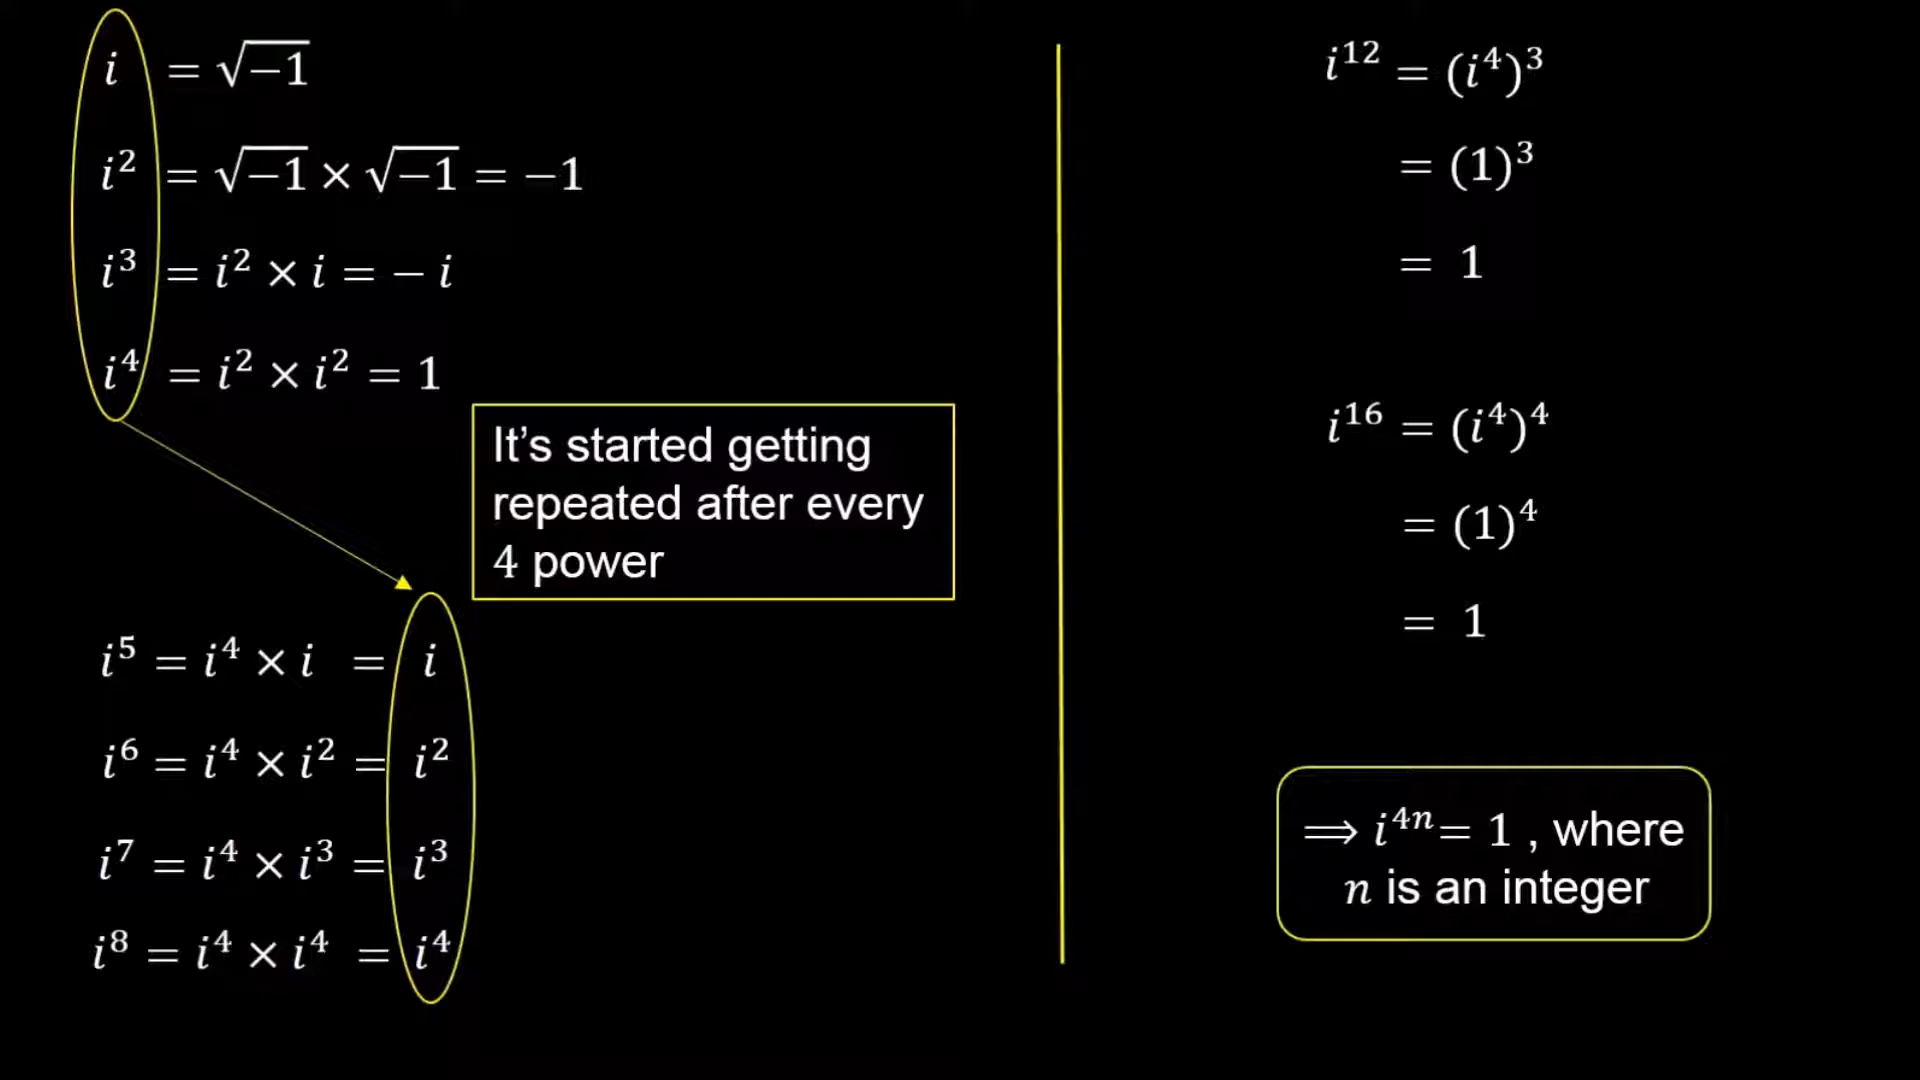 i = √−1
i² = √−1 × √−1 = −1
i³ = i² × i = − i
i⁴ = i² × i² = 1
It’s started getting
repeated after every
4 power
i⁵ = i⁴ × i = i
i⁶ = i⁴ × i² = i²
i⁷ = i⁴ × i³ = i³
i⁸ = i⁴ × i⁴ = i⁴
i¹² = (i⁴)³
= (1)³
= 1
i¹⁶ = (i⁴)⁴
= (1)⁴
= 1
⟹ i⁴ⁿ= 1 , where
n is an integer